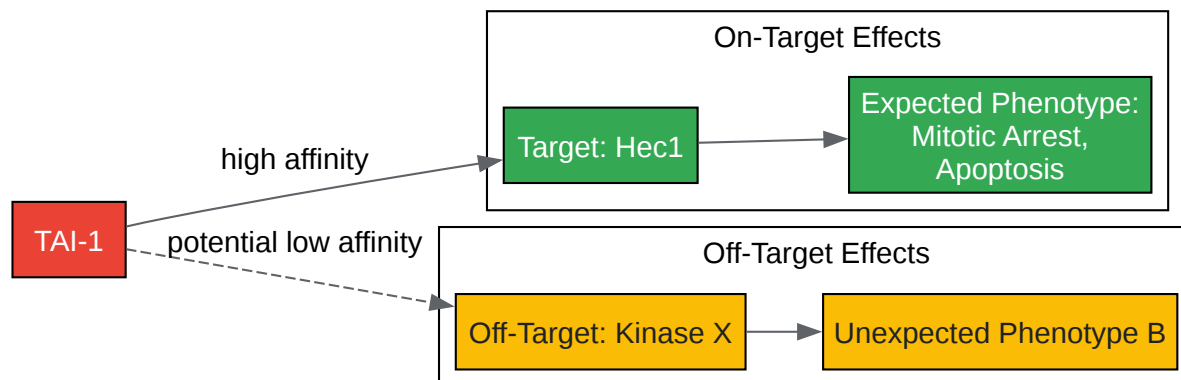 On-Target Effects
Target: Hec1
Expected Phenotype:
Mitotic Arrest,
Apoptosis
high affinity
TAI-1
potential low affinity
Off-Target Effects
Off-Target: Kinase X
Unexpected Phenotype B